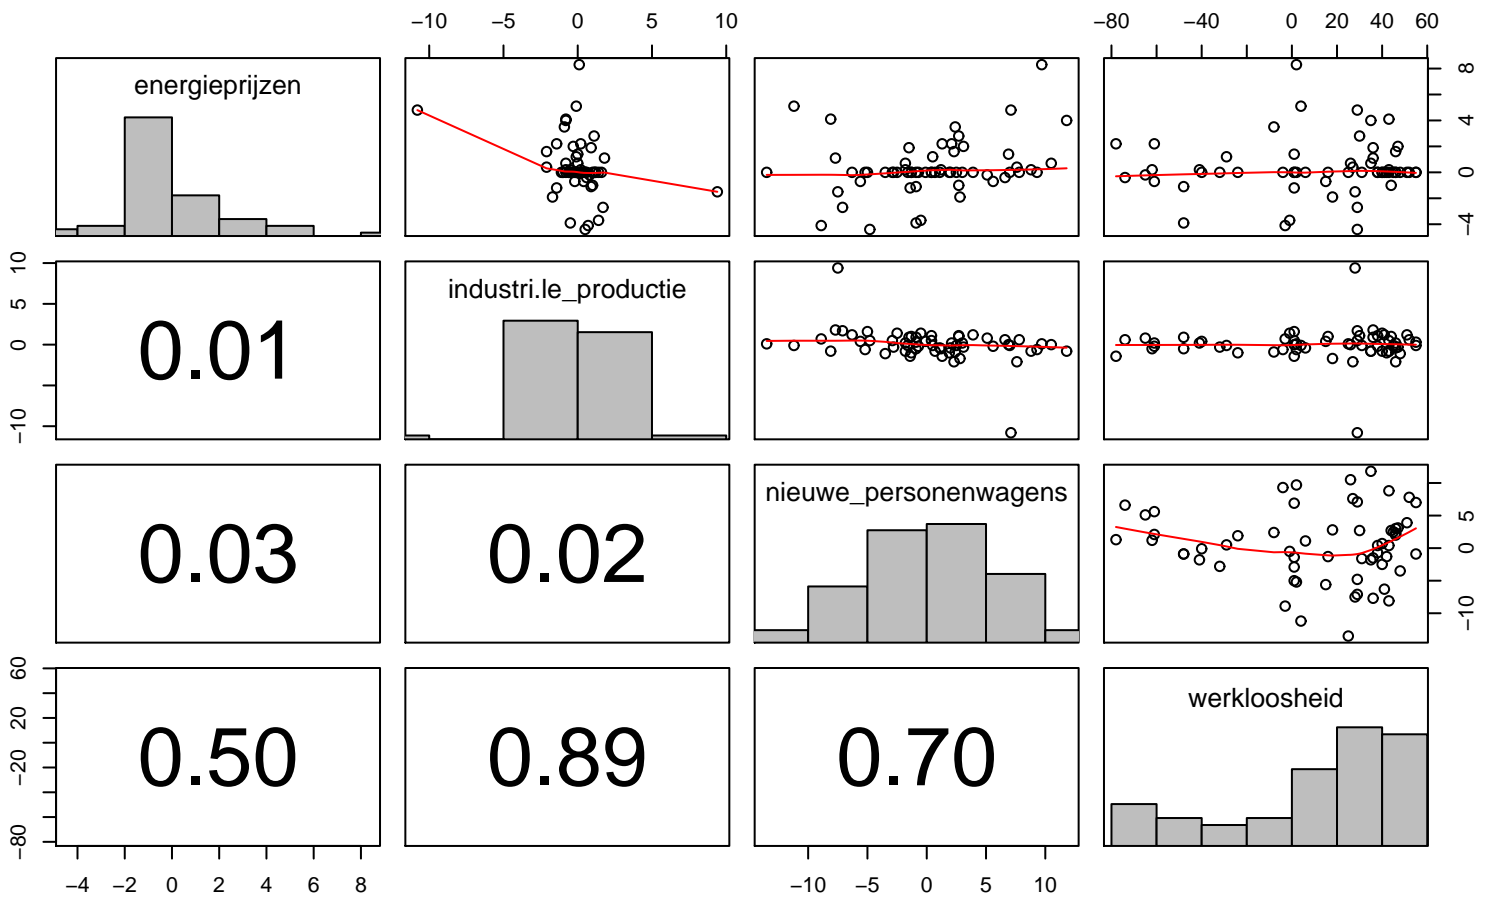 −10 −5 0 5 10 −80 0 20 40 60
energieprijzen
−4 0 4 8
−10 0 5 10
0.01
industri.le_productie
0.03
0.02
nieuwe_personenwagens
−10 0 5
−80 −20 20 60
0.50
0.89
0.70
werkloosheid
−4 −2 0 2 4 6 8 −10 −5 0 5 10